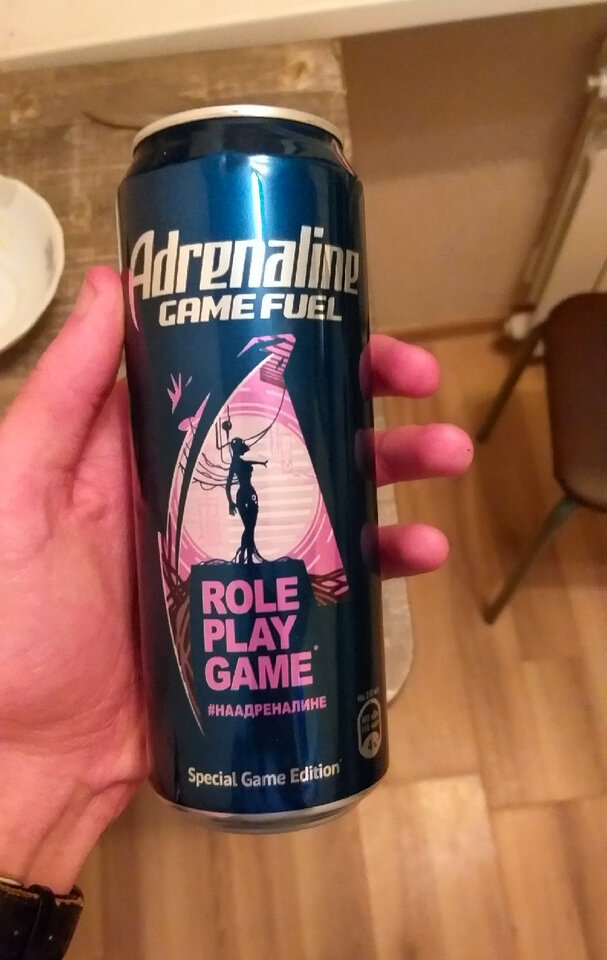 Adrenaline
GAME FUEL
ROLE
PLAY
GAME*
#НААДРЕНАЛИНЕ
Special Game Edition*